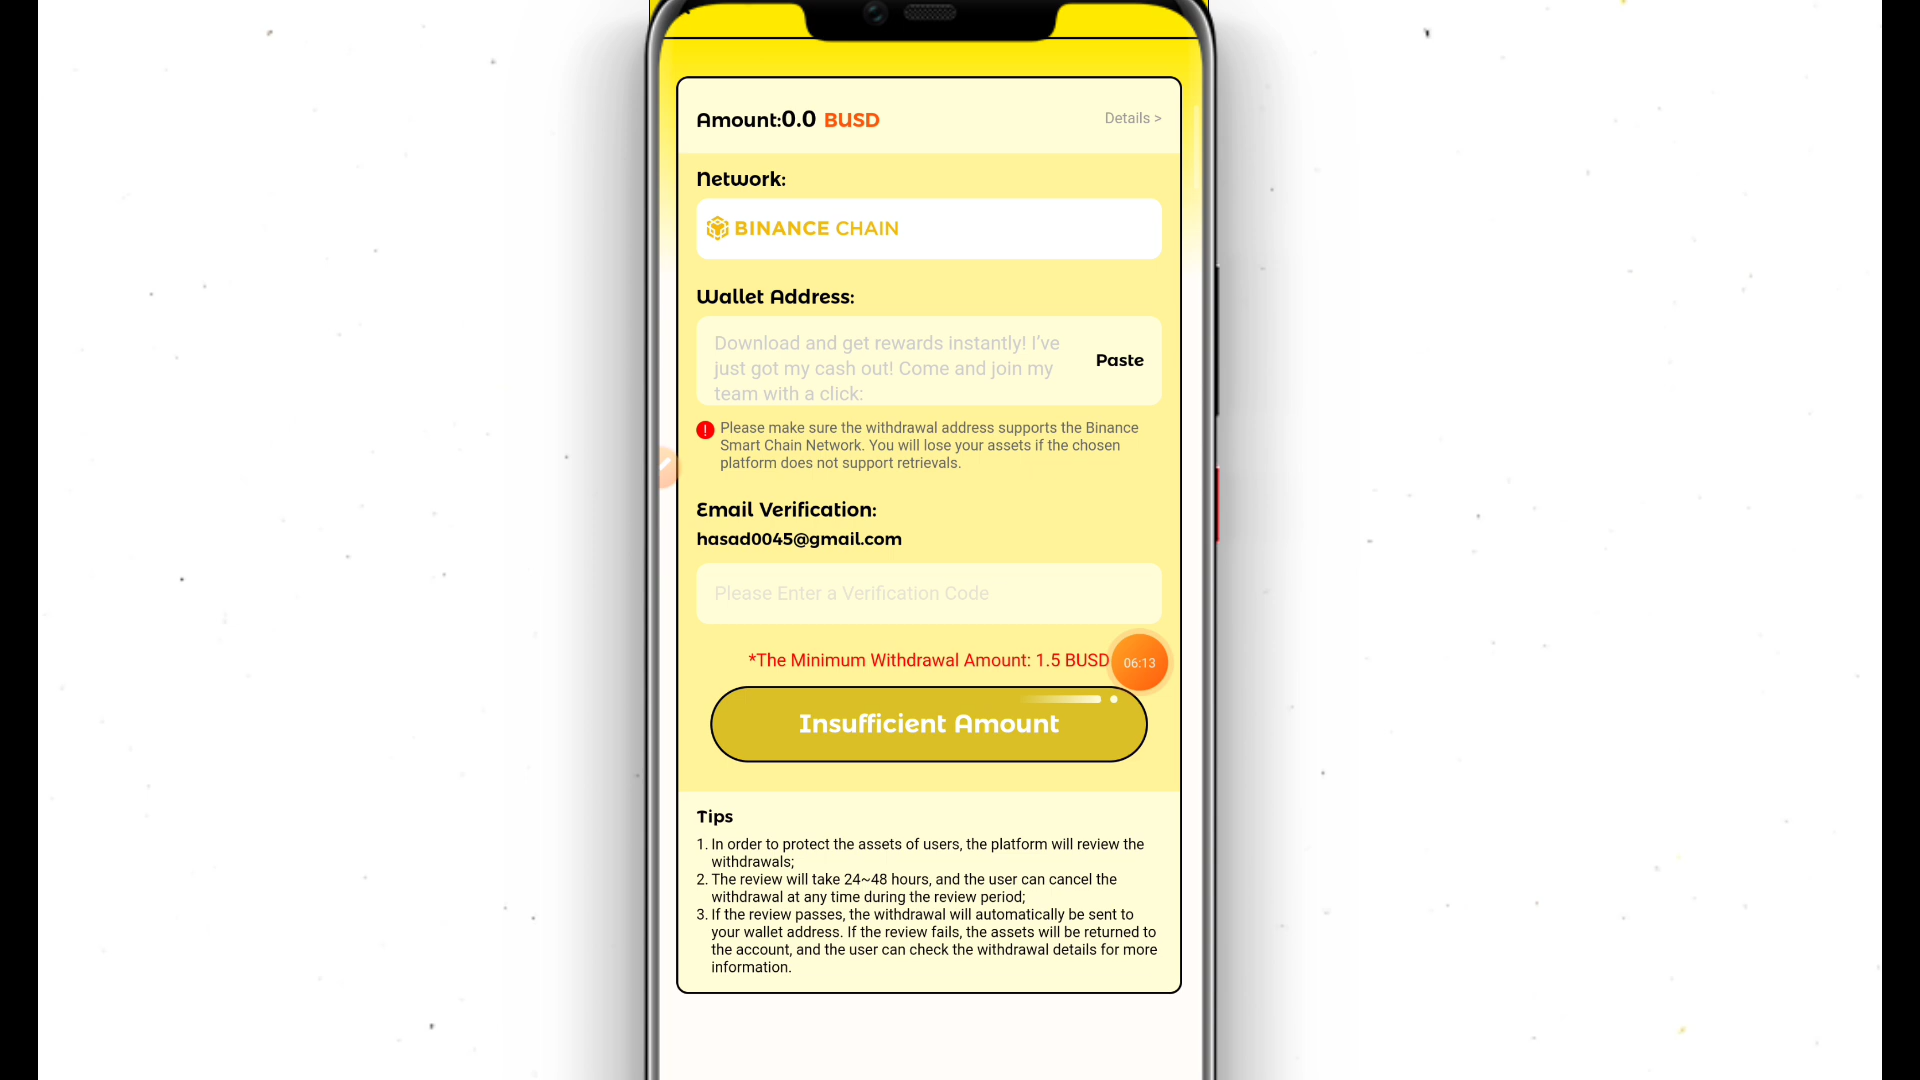 Amount:0.0 BUSD
Details >
Network:
BINANCE CHAIN
Wallet Address:
Download and get rewards instantly! I've
just got my cash out! Come and join my
team with a click:
Paste
! Please make sure the withdrawal address supports the Binance
Smart Chain Network. You will lose your assets if the chosen
platform does not support retrievals.
Email Verification:
hasad0045@gmail.com
Please Enter a Verification Code
*The Minimum Withdrawal Amount: 1.5 BUSD
06:13
Insufficient Amount
Tips
1. In order to protect the assets of users, the platform will review the
withdrawals;
2. The review will take 24~48 hours, and the user can cancel the
withdrawal at any time during the review period;
3. If the review passes, the withdrawal will automatically be sent to
your wallet address. If the review fails, the assets will be returned to
the account, and the user can check the withdrawal details for more
information.